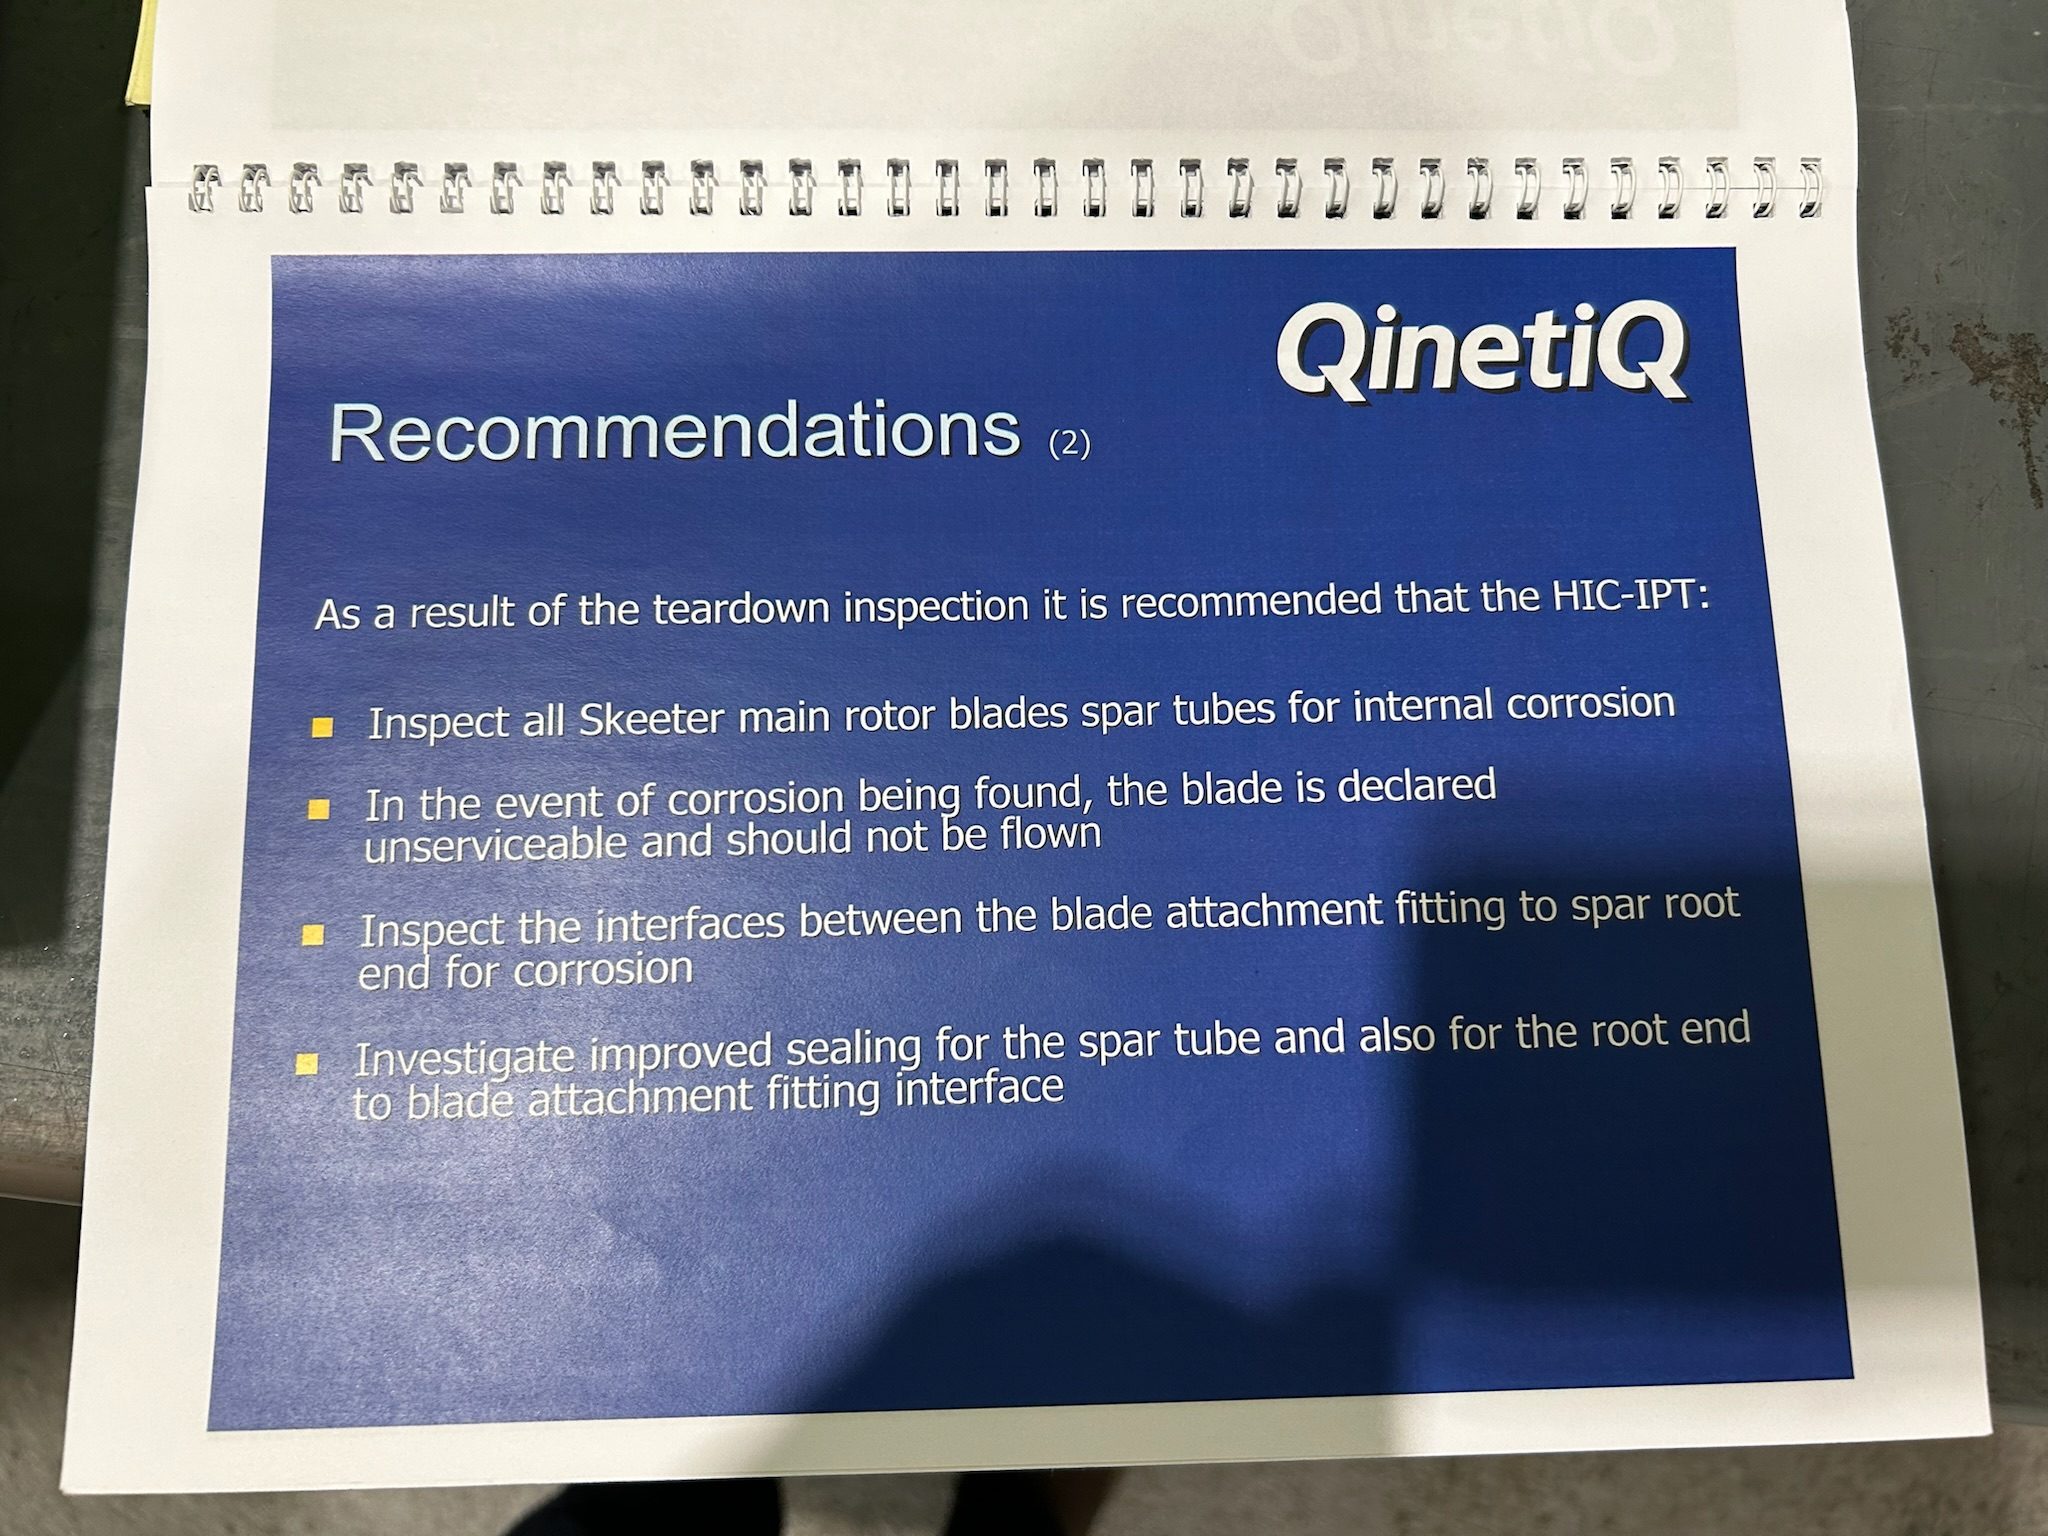 QinetiQ
Recommendations (2)
As a result of the teardown inspection it is recommended that the HIC-IPT:
Inspect all Skeeter main rotor blades spar tubes for internal corrosion
In the event of corrosion being found, the blade is declared
unserviceable and should not be flown
Inspect the interfaces between the blade attachment fitting to spar root
end for corrosion
Investigate improved sealing for the spar tube and also for the root end
to blade attachment fitting interface